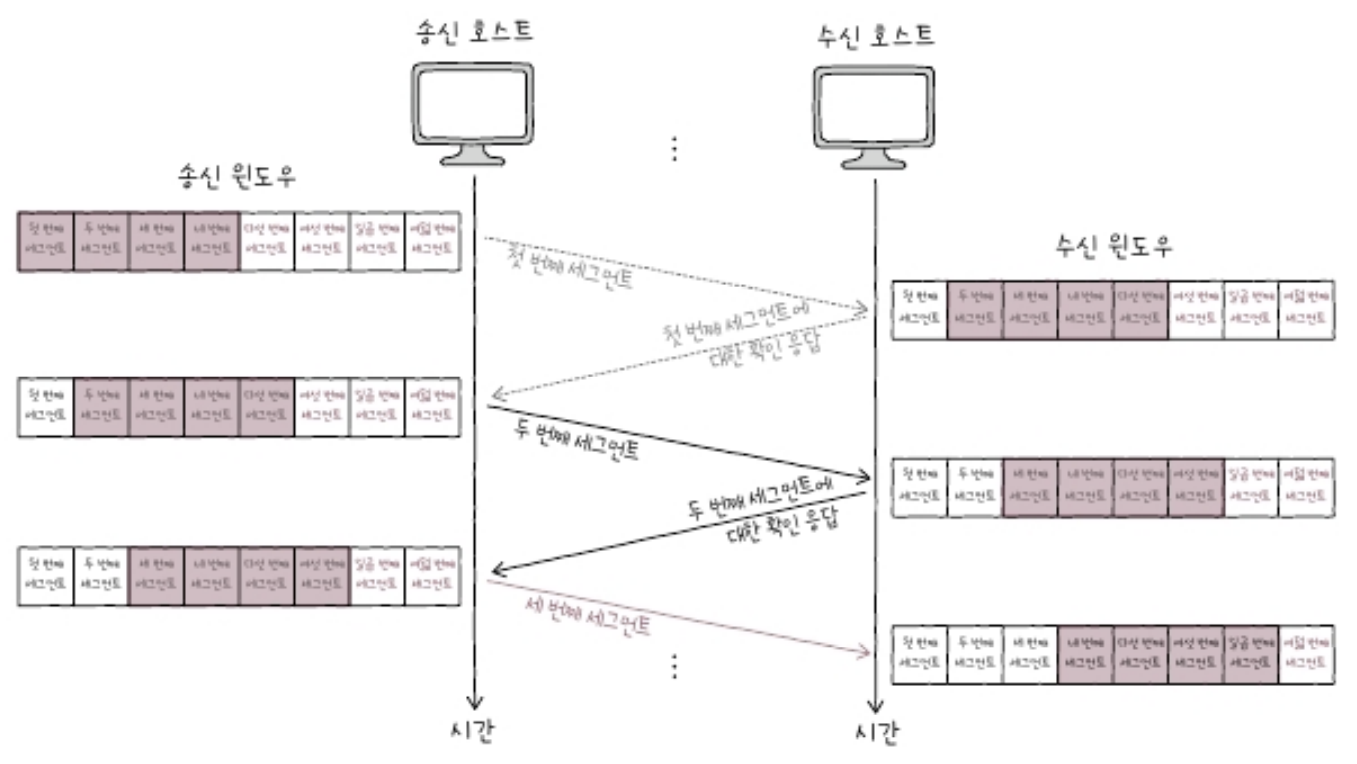 송신 호스트
수신 호스트
송신 윈도우
첫 번째 두 번째 세 번째 네 번째 다섯 번째 여섯 번째 일곱 번째 여덟 번째
세그먼트 세그먼트 세그먼트 세그먼트 세그먼트 세그먼트 세그먼트 세그먼트
수신 윈도우
첫 번째 세그먼트
첫 번째 두 번째 세 번째 네 번째 다섯 번째 여섯 번째 일곱 번째 여덟 번째
세그먼트 세그먼트 세그먼트 세그먼트 세그먼트 세그먼트 세그먼트 세그먼트
첫 번째 세그먼트에
대한 확인 응답
첫 번째 두 번째 세 번째 네 번째 다섯 번째 여섯 번째 일곱 번째 여덟 번째
세그먼트 세그먼트 세그먼트 세그먼트 세그먼트 세그먼트 세그먼트 세그먼트
두 번째 세그먼트
첫 번째 두 번째 세 번째 네 번째 다섯 번째 여섯 번째 일곱 번째 여덟 번째
세그먼트 세그먼트 세그먼트 세그먼트 세그먼트 세그먼트 세그먼트 세그먼트
두 번째 세그먼트에
대한 확인 응답
첫 번째 두 번째 세 번째 네 번째 다섯 번째 여섯 번째 일곱 번째 여덟 번째
세그먼트 세그먼트 세그먼트 세그먼트 세그먼트 세그먼트 세그먼트 세그먼트
세 번째 세그먼트
첫 번째 두 번째 세 번째 네 번째 다섯 번째 여섯 번째 일곱 번째 여덟 번째
세그먼트 세그먼트 세그먼트 세그먼트 세그먼트 세그먼트 세그먼트 세그먼트
시간
시간